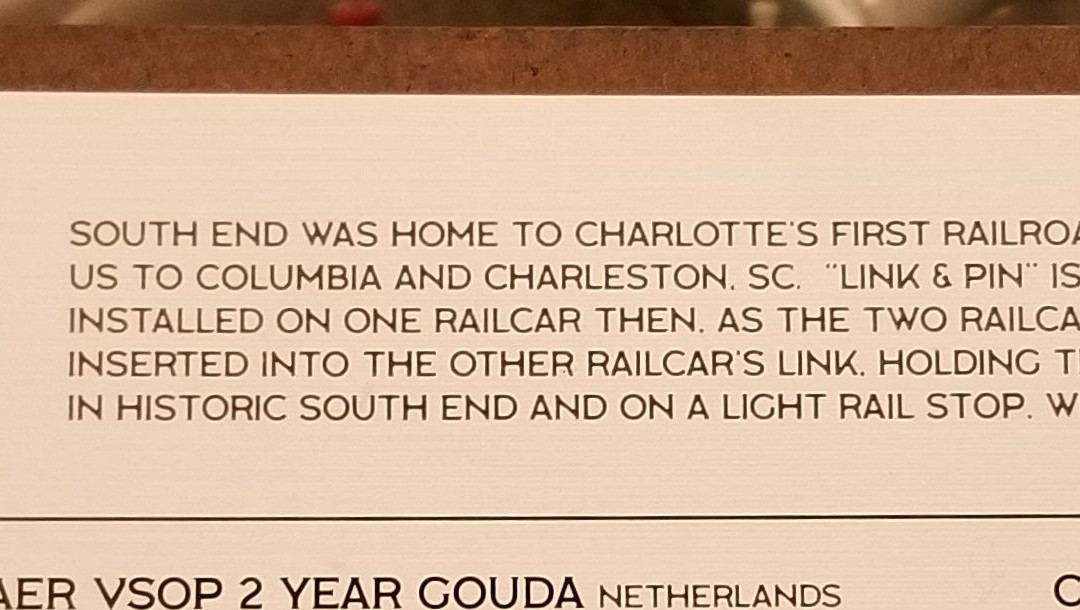 SOUTH END WAS HOME TO CHARLOTTE'S FIRST
US TO COLUMBIA AND CHARLESTON, SC. "LINK & PIN" IS
INSTALLED ON ONE RAILCAR THEN, AS THE TWO
INSERTED INTO THE OTHER RAILCAR'S LINK, HOLDING
IN HISTORIC SOUTH END AND ON A LIGHT RAIL STOP,
VSOP 2 YEAR GOUDA NETHERLANDS